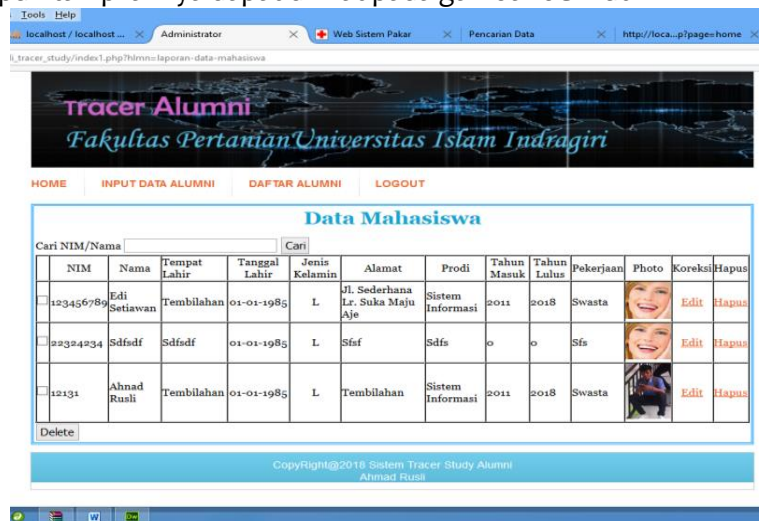 Tools Help
localhost / localhost ... Administrator Web Sistem Pakar Pencarian Data http://loca...p?page=home
i_tracer_study/index1.php?hlmn=laporan-data-mahasiswa
Tracer Alumni
Fakultas Pertanian Universitas Islam Indragiri
HOME INPUT DATA ALUMNI DAFTAR ALUMNI LOGOUT
Data Mahasiswa
Cari NIM/Nama Cari
NIM Nama Tempat Lahir Tanggal Lahir Jenis Kelamin Alamat Prodi Tahun Masuk Tahun Lulus Pekerjaan Photo Koreksi Hapus
123456789 Edi Setiawan Tembilahan 01-01-1985 L Jl. Sederhana Lr. Suka Maju Aje Sistem Informasi 2011 2018 Swasta Edit Hapus
22324234 Sdfsdf Sdfsdf 01-01-1985 L Sfsf Sdfs 0 0 Sfs Edit Hapus
12131 Ahnad Rusli Tembilahan 01-01-1985 L Tembilahan Sistem Informasi 2011 2018 Swasta Edit Hapus
Delete
CopyRight@2018 Sistem Tracer Study Alumni
Ahmad Rusli